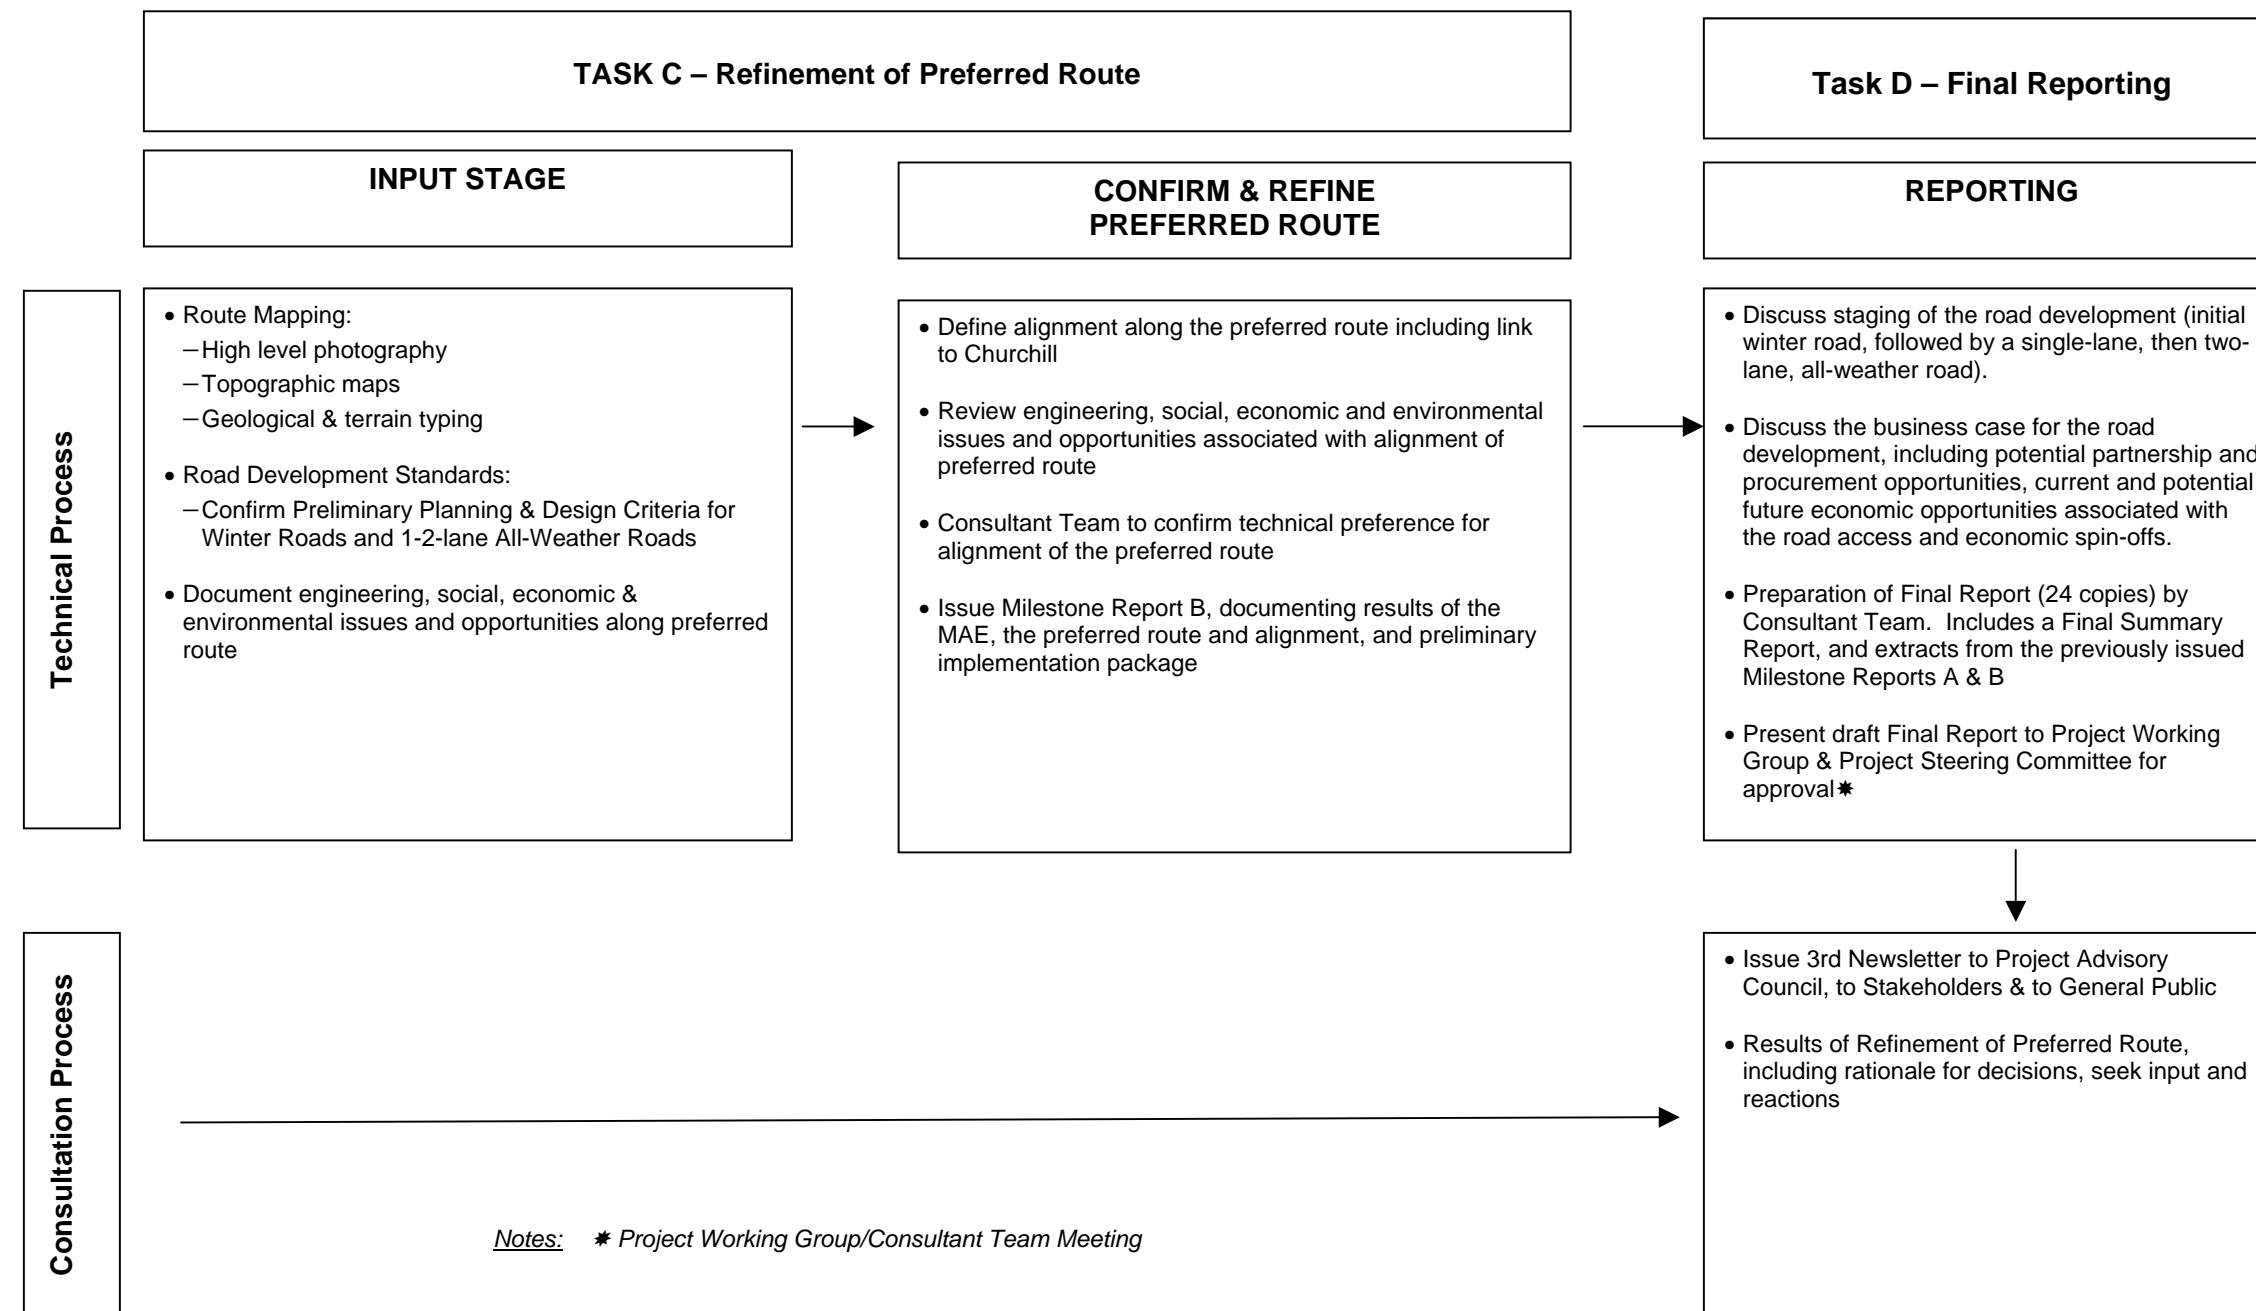 TASK C – Refinement of Preferred Route
Task D – Final Reporting
INPUT STAGE
CONFIRM & REFINE
PREFERRED ROUTE
REPORTING
Technical Process
• Route Mapping:
–High level photography
–Topographic maps
–Geological & terrain typing
• Road Development Standards:
–Confirm Preliminary Planning & Design Criteria for
Winter Roads and 1-2-lane All-Weather Roads
• Document engineering, social, economic &
environmental issues and opportunities along preferred
route
• Define alignment along the preferred route including link
to Churchill
• Review engineering, social, economic and environmental
issues and opportunities associated with alignment of
preferred route
• Consultant Team to confirm technical preference for
alignment of the preferred route
• Issue Milestone Report B, documenting results of the
MAE, the preferred route and alignment, and preliminary
implementation package
• Discuss staging of the road development (initial
winter road, followed by a single-lane, then two-
lane, all-weather road).
• Discuss the business case for the road
development, including potential partnership and
procurement opportunities, current and potential
future economic opportunities associated with
the road access and economic spin-offs.
• Preparation of Final Report (24 copies) by
Consultant Team. Includes a Final Summary
Report, and extracts from the previously issued
Milestone Reports A & B
• Present draft Final Report to Project Working
Group & Project Steering Committee for
approval✸
Consultation Process
• Issue 3rd Newsletter to Project Advisory
Council, to Stakeholders & to General Public
• Results of Refinement of Preferred Route,
including rationale for decisions, seek input and
reactions
Notes: ✸ Project Working Group/Consultant Team Meeting